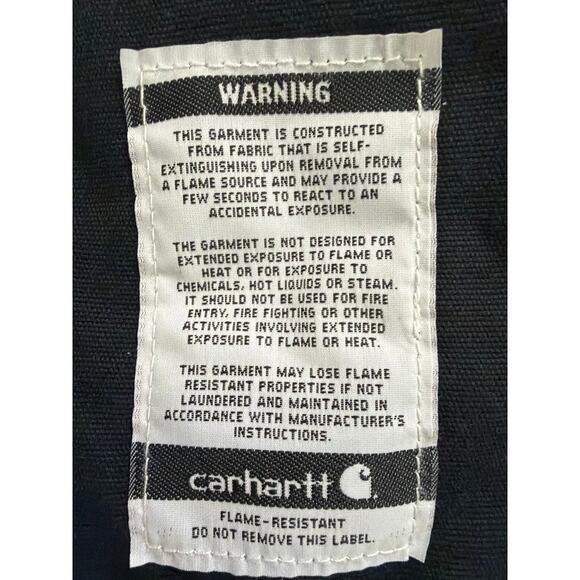 WARNING
THIS GARMENT IS CONSTRUCTED
FROM FABRIC THAT IS SELF-
EXTINGUISHING UPON REMOVAL FROM
A FLAME SOURCE AND MAY PROVIDE A
FEW SECONDS TO REACT TO AN
ACCIDENTAL EXPOSURE.
THE GARMENT IS NOT DESIGNED FOR
EXTENDED EXPOSURE TO FLAME OR
HEAT OR FOR EXPOSURE TO
CHEMICALS, HOT LIQUIDS OR STEAM.
IT SHOULD NOT BE USED FOR FIRE
ENTRY, FIRE FIGHTING OR OTHER
ACTIVITIES INVOLVING EXTENDED
EXPOSURE TO FLAME OR HEAT.
THIS GARMENT MAY LOSE FLAME
RESISTANT PROPERTIES IF NOT
LAUNDERED AND MAINTAINED IN
ACCORDANCE WITH MANUFACTURER'S
INSTRUCTIONS.
carhartt
FLAME-RESISTANT
DO NOT REMOVE THIS LABEL.